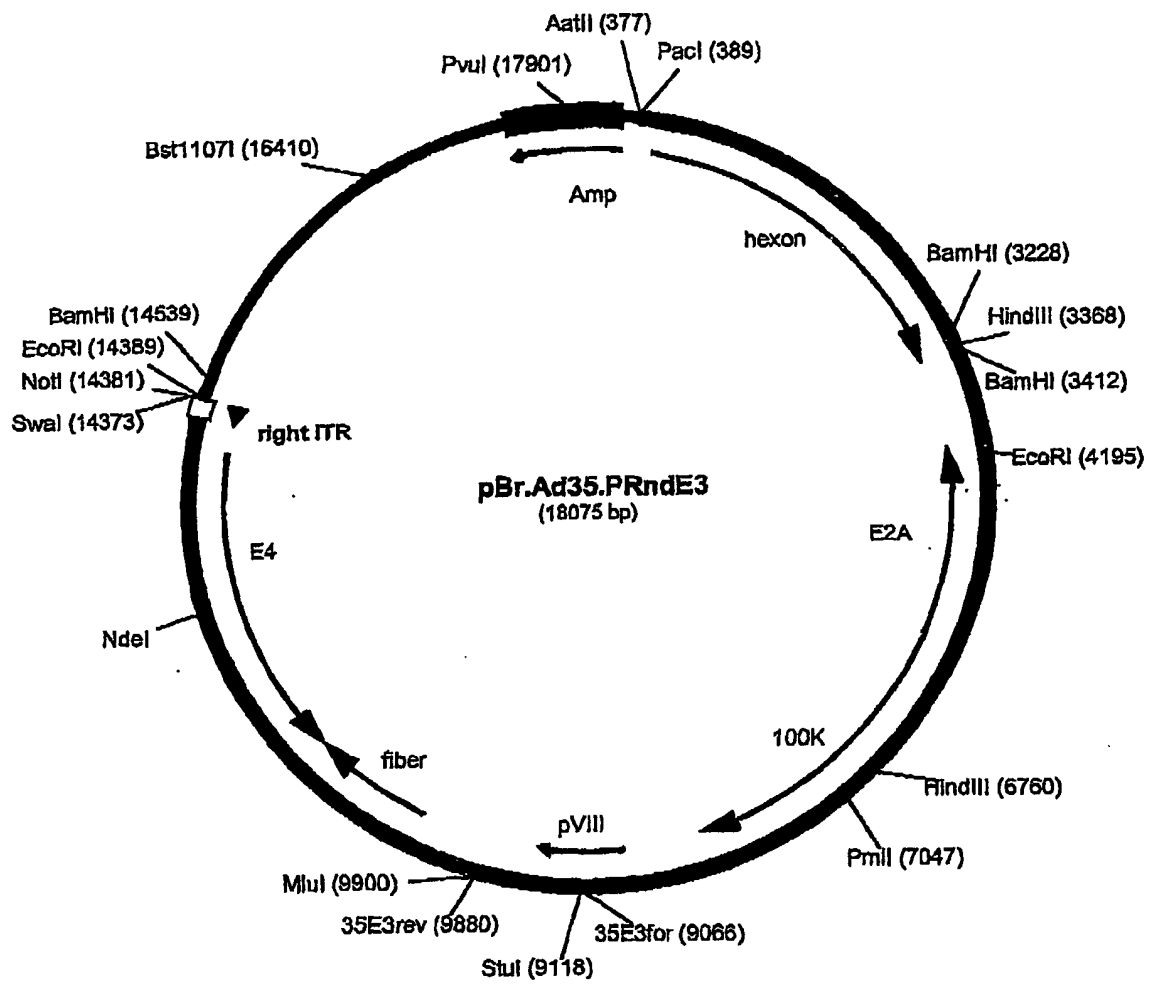 AatII (377)
PacI (389)
PvuI (17901)
Bst1107I (16410)
Amp
hexon
BamHI (3228)
HindIII (3368)
BamHI (3412)
BamHI (14539)
EcoRI (14389)
NotI (14381)
SwaI (14373)
right ITR
EcoRI (4195)
pBr.Ad35.PRndE3
(18075 bp)
E2A
E4
NdeI
100K
fiber
HindIII (6760)
pVIII
PmlI (7047)
MluI (9900)
35E3rev (9880)
35E3for (9066)
StuI (9118)